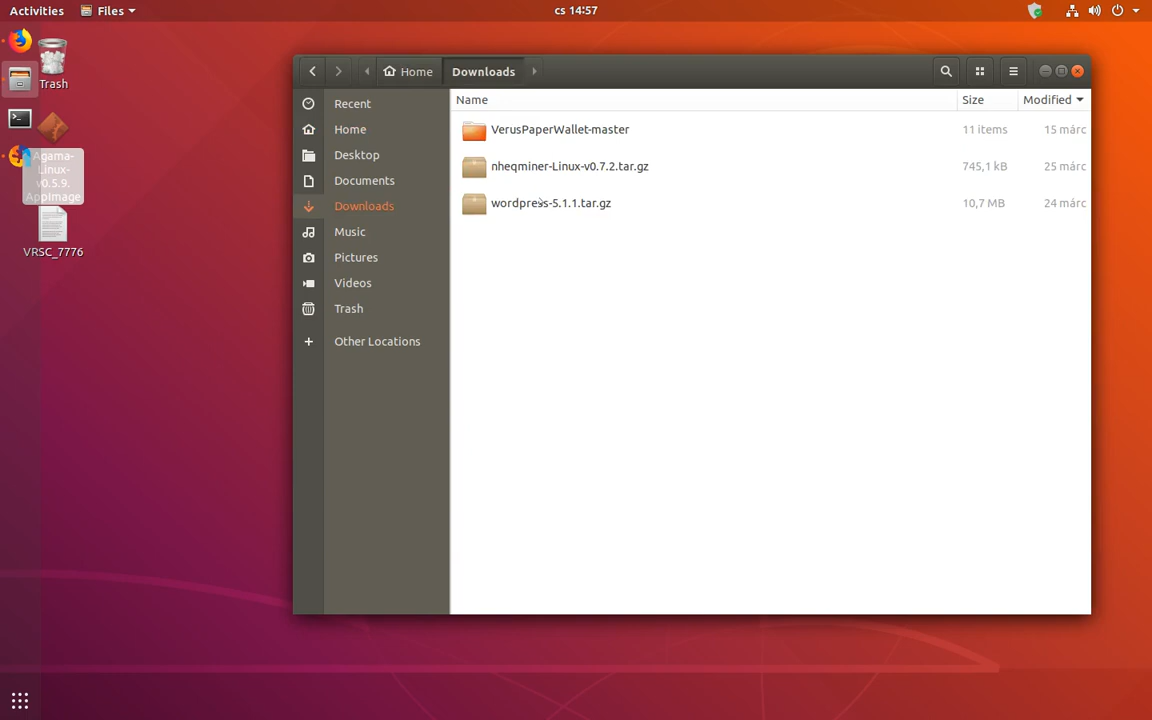 Activities
Files
cs 14:57
Trash
Agama-
Linux-
v0.5.9.
AppImage
VRSC_7776
Home
Downloads
Recent
Home
Desktop
Documents
Downloads
Music
Pictures
Videos
Trash
Other Locations
Name Size Modified
VerusPaperWallet-master 11 items 15 márc
nheqminer-Linux-v0.7.2.tar.gz 745,1 kB 25 márc
wordpress-5.1.1.tar.gz 10,7 MB 24 márc